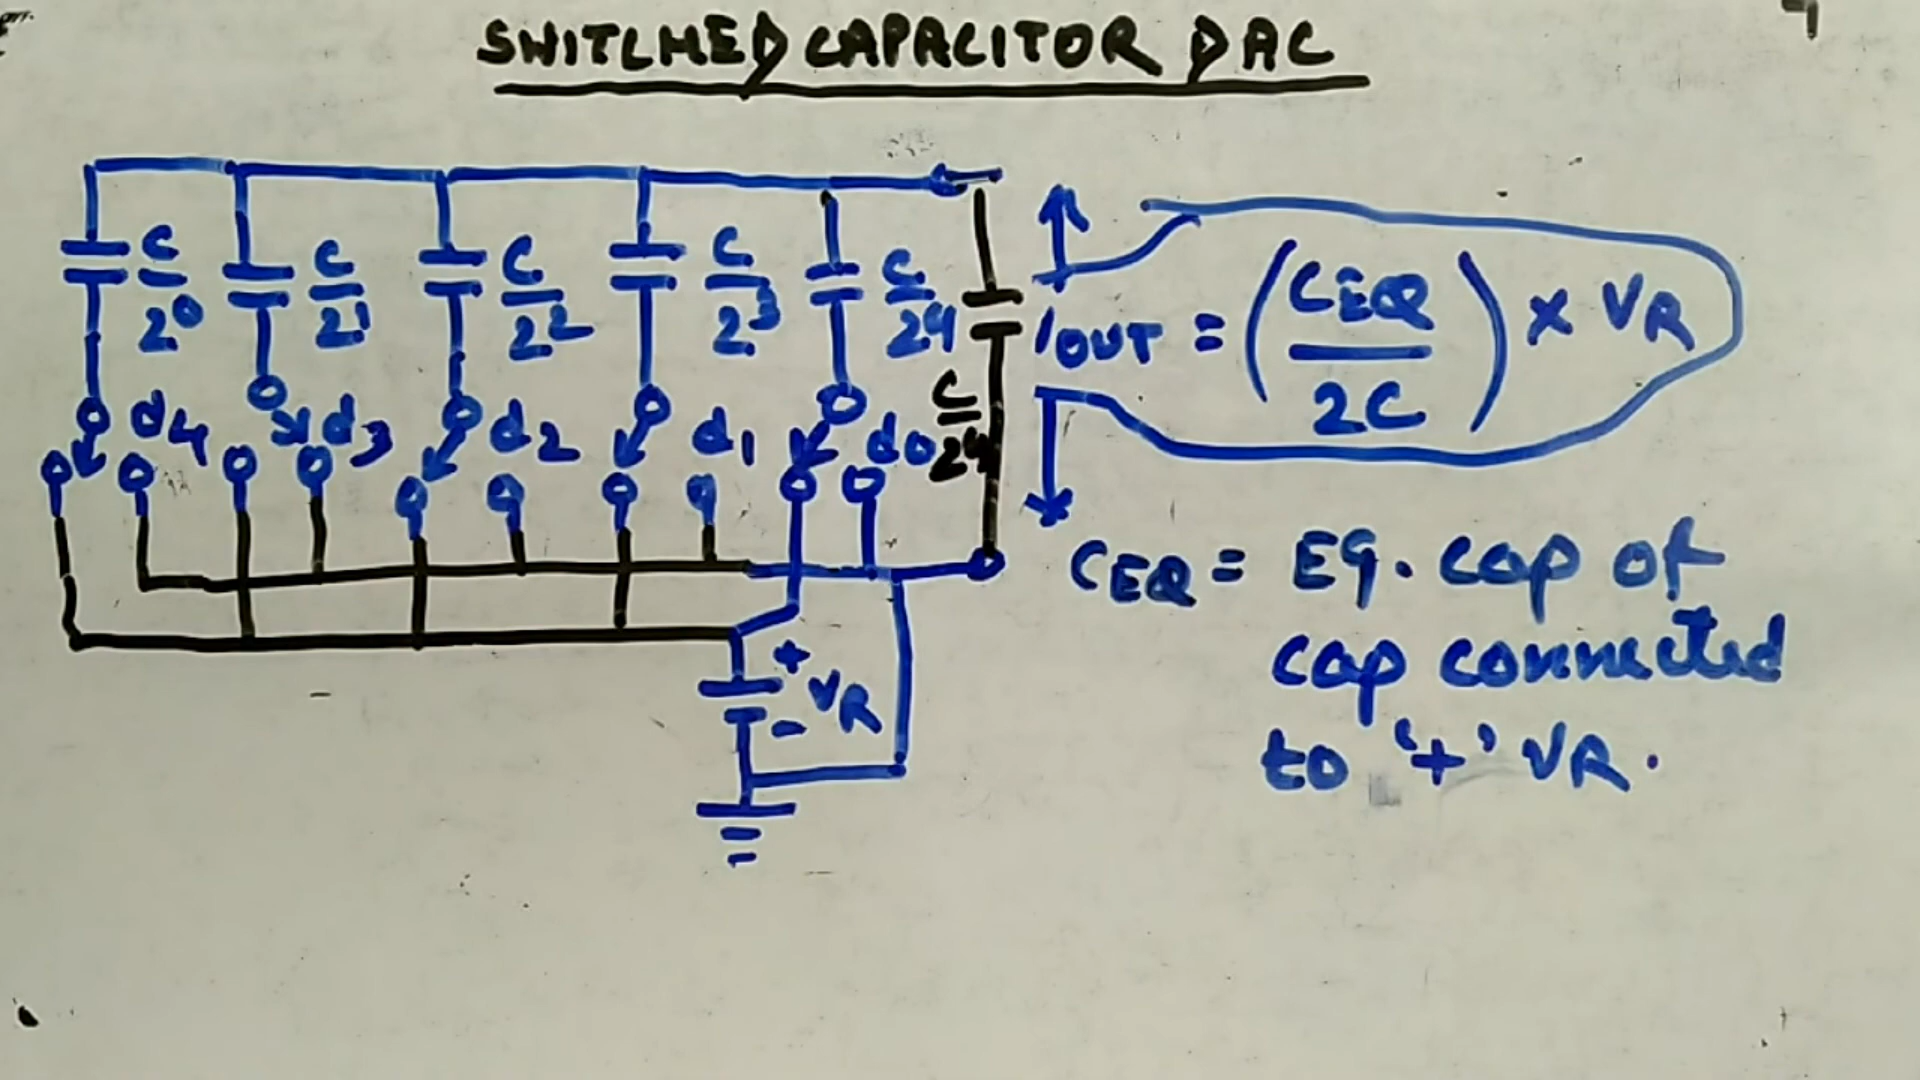 SWITCHED CAPACITOR DAC
C/2⁰ C/2¹ C/2² C/2³ C/2⁴
VOUT = (CEQ/2C) × VR
d4 d3 d2 d1 d0 C/2⁴
CEQ = EQ. cap of
cap connected
to '+' VR.
+ VR -